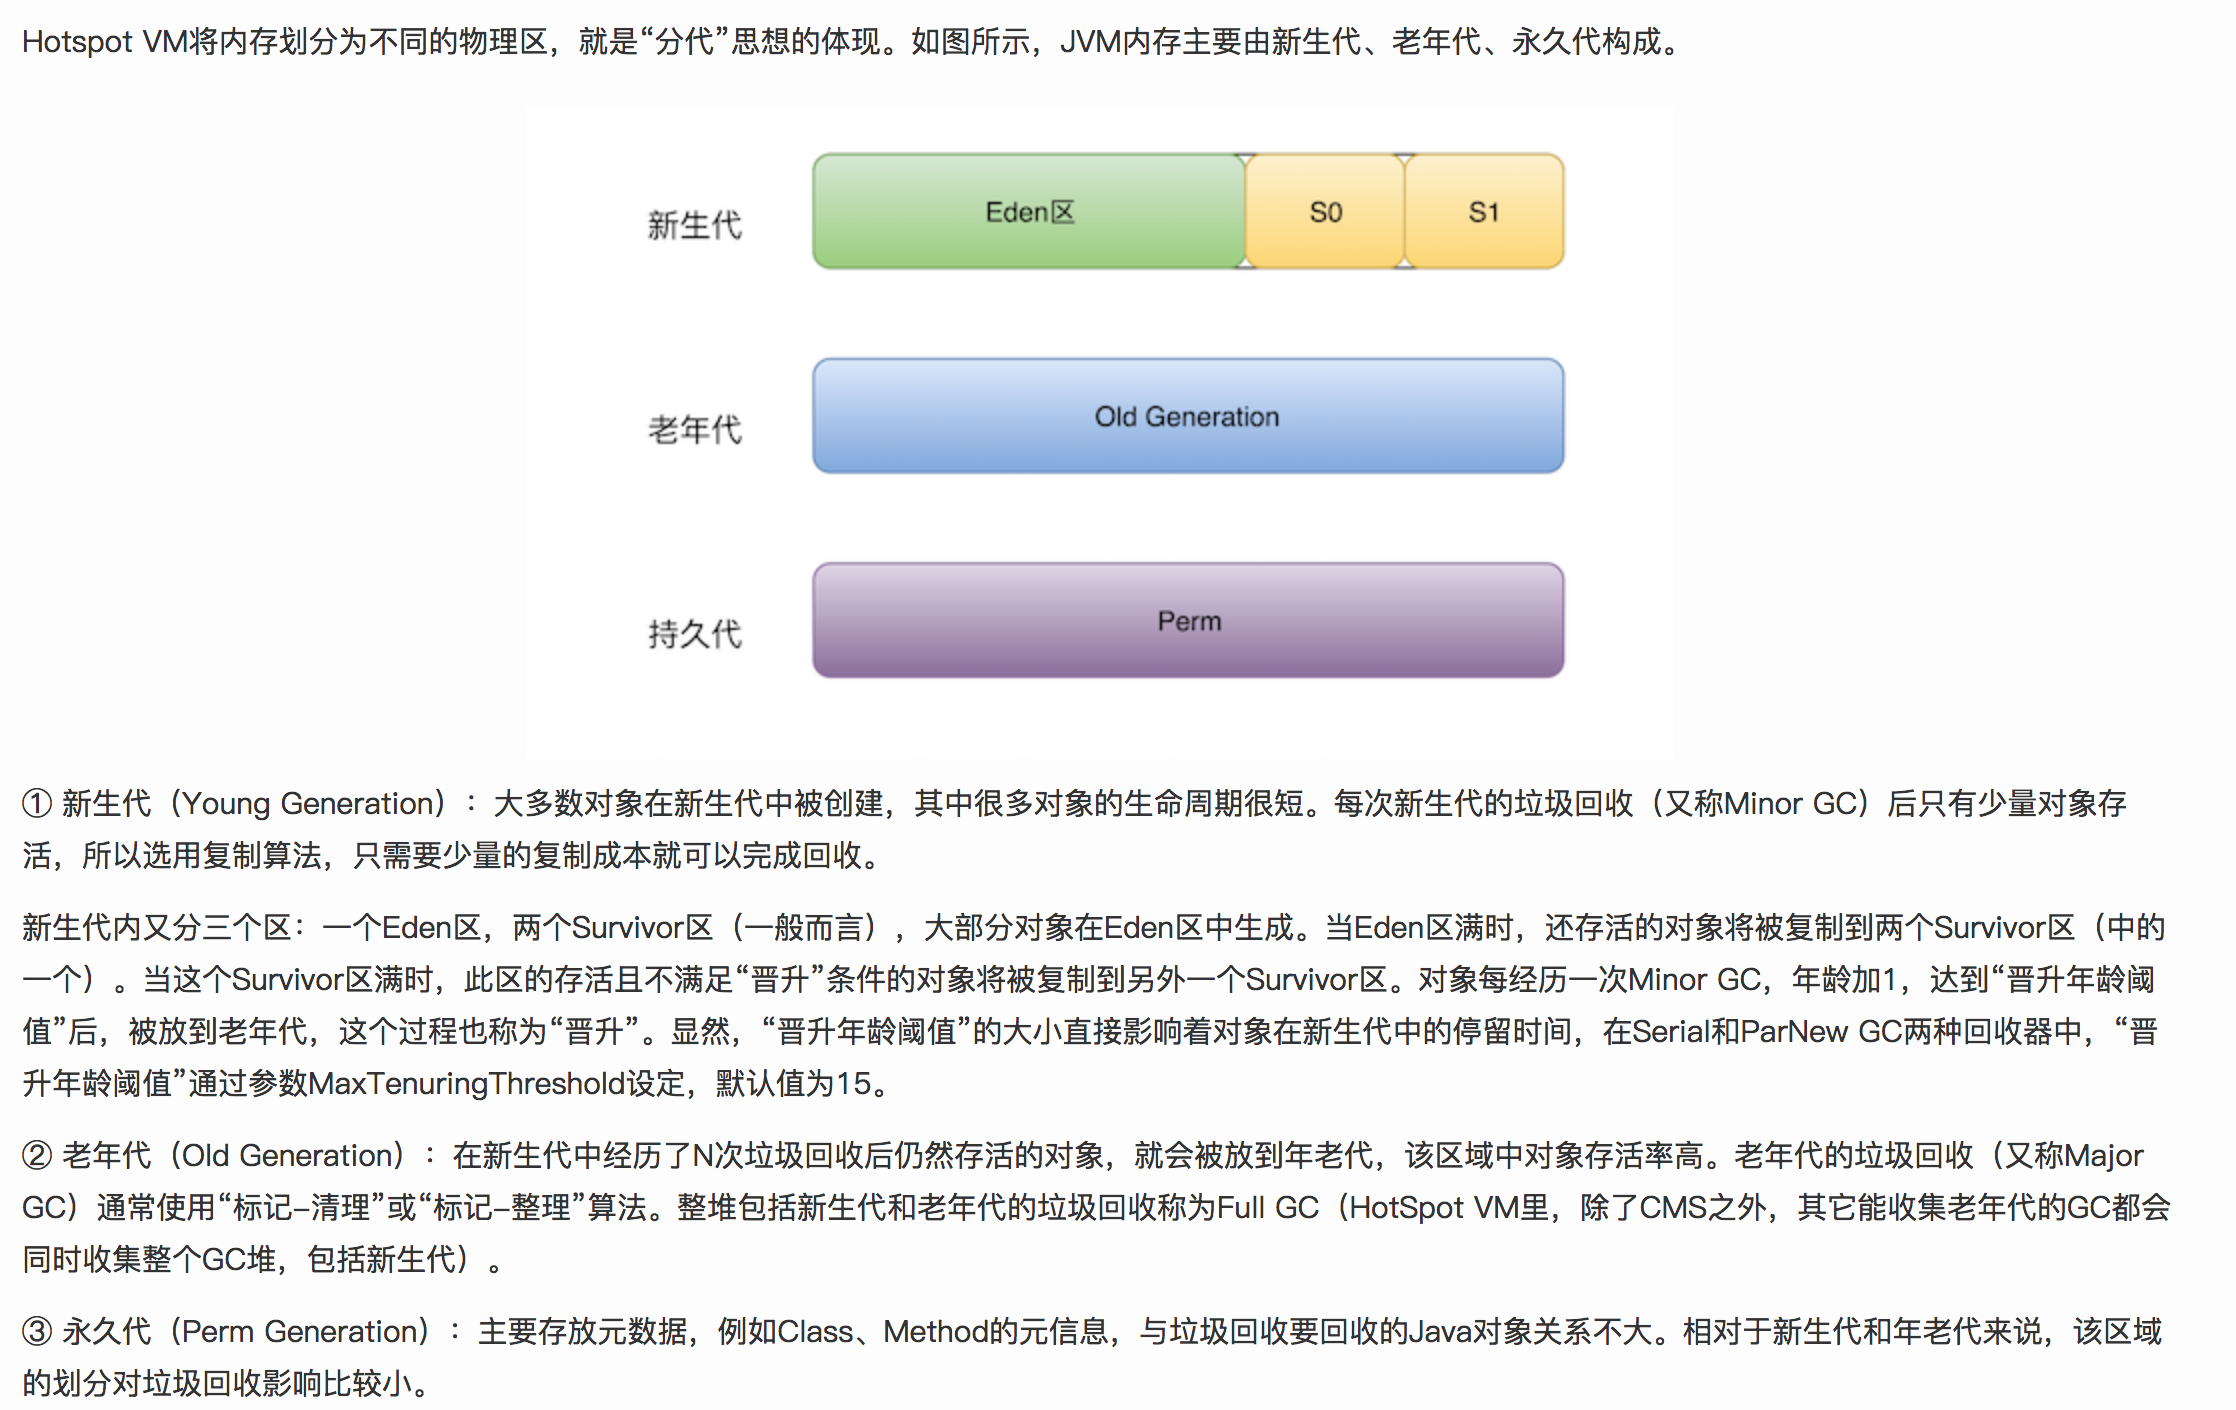 Hotspot VM将内存划分为不同的物理区，就是“分代”思想的体现。如图所示，JVM内存主要由新生代、老年代、永久代构成。
新生代
Eden区
S0
S1
老年代
Old Generation
持久代
Perm
① 新生代（Young Generation）：大多数对象在新生代中被创建，其中很多对象的生命周期很短。每次新生代的垃圾回收（又称Minor GC）后只有少量对象存
活，所以选用复制算法，只需要少量的复制成本就可以完成回收。
新生代内又分三个区：一个Eden区，两个Survivor区（一般而言），大部分对象在Eden区中生成。当Eden区满时，还存活的对象将被复制到两个Survivor区（中的
一个）。当这个Survivor区满时，此区的存活且不满足“晋升”条件的对象将被复制到另外一个Survivor区。对象每经历一次Minor GC，年龄加1，达到“晋升年龄阈
值”后，被放到老年代，这个过程也称为“晋升”。显然，“晋升年龄阈值”的大小直接影响着对象在新生代中的停留时间，在Serial和ParNew GC两种回收器中，“晋
升年龄阈值”通过参数MaxTenuringThreshold设定，默认值为15。
② 老年代（Old Generation）：在新生代中经历了N次垃圾回收后仍然存活的对象，就会被放到年老代，该区域中对象存活率高。老年代的垃圾回收（又称Major
GC）通常使用“标记–清理”或“标记–整理”算法。整堆包括新生代和老年代的垃圾回收称为Full GC（HotSpot VM里，除了CMS之外，其它能收集老年代的GC都会
同时收集整个GC堆，包括新生代）。
③ 永久代（Perm Generation）：主要存放元数据，例如Class、Method的元信息，与垃圾回收要回收的Java对象关系不大。相对于新生代和年老代来说，该区域
的划分对垃圾回收影响比较小。